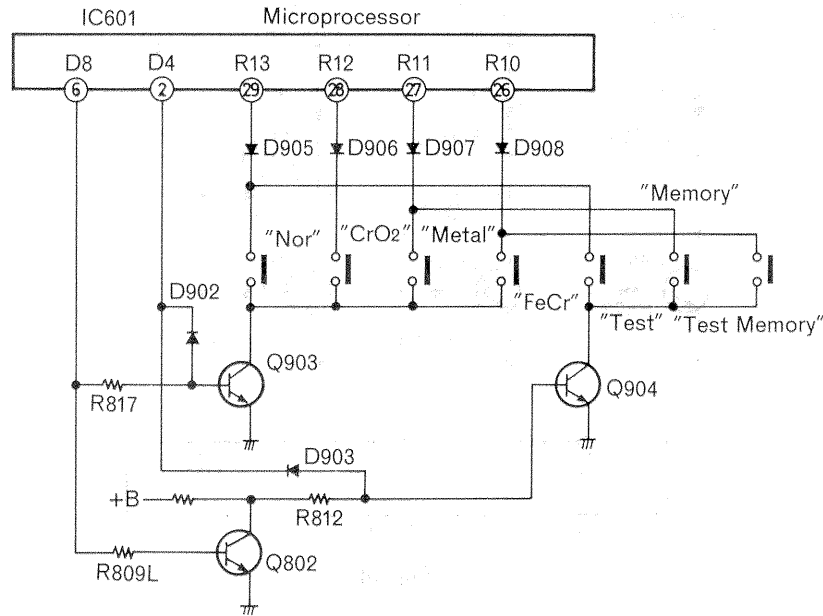 IC601 Microprocessor
D8 D4 R13 R12 R11 R10
6 2 29 28 27 26
D905 D906 D907 D908
"Memory"
"Nor" "CrO₂" "Metal"
D902 "FeCr"
"Test" "Test Memory"
Q903
Q904
R817
D903
+B
R812
R809L Q802